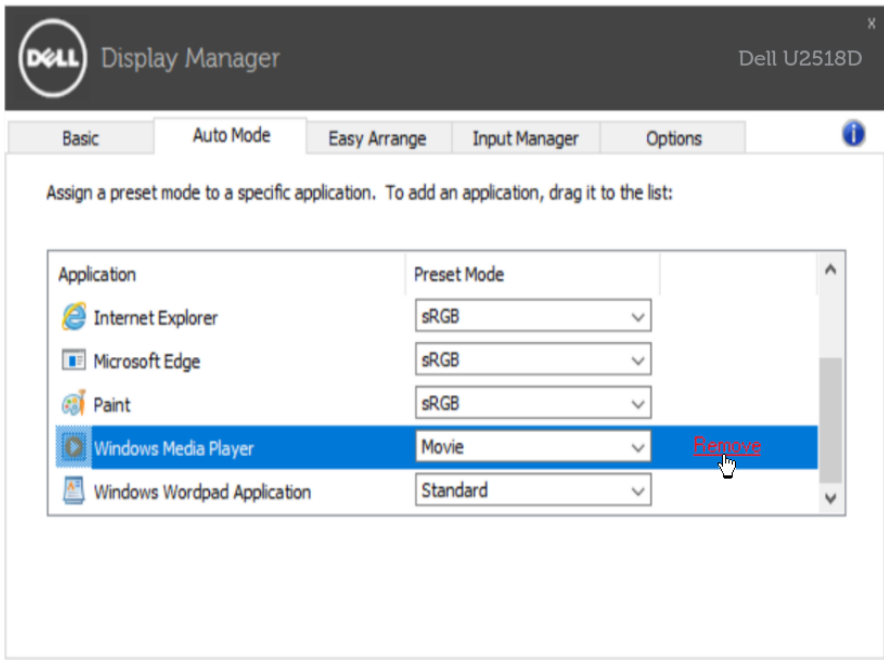 X
DELL Display Manager
Dell U2518D
Basic Auto Mode Easy Arrange Input Manager Options
Assign a preset mode to a specific application. To add an application, drag it to the list:
Application Preset Mode
Internet Explorer sRGB
Microsoft Edge sRGB
Paint sRGB
Windows Media Player Movie Remove
Windows Wordpad Application Standard